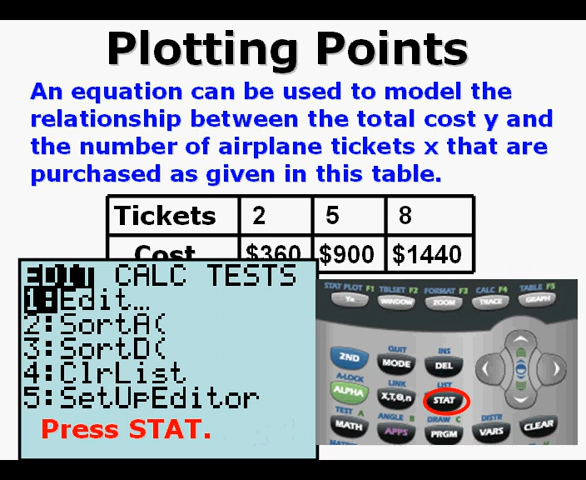 Plotting Points
An equation can be used to model the
relationship between the total cost y and
the number of airplane tickets x that are
purchased as given in this table.
Tickets 2 5 8
Cost $360 $900 $1440
EDIT CALC TESTS
1:Edit…
2:SortA(
3:SortD(
4:ClrList
5:SetUpEditor
Press STAT.
STAT PLOT F1 TBLSET F2 FORMAT F3 CALC F4 TABLE F5
Y= WINDOW ZOOM TRACE GRAPH
QUIT INS
2ND MODE DEL
A-LOCK LINK LIST
ALPHA X,T,Θ,n STAT
TEST A ANGLE B DRAW C DISTR
MATH APPS PRGM VARS CLEAR